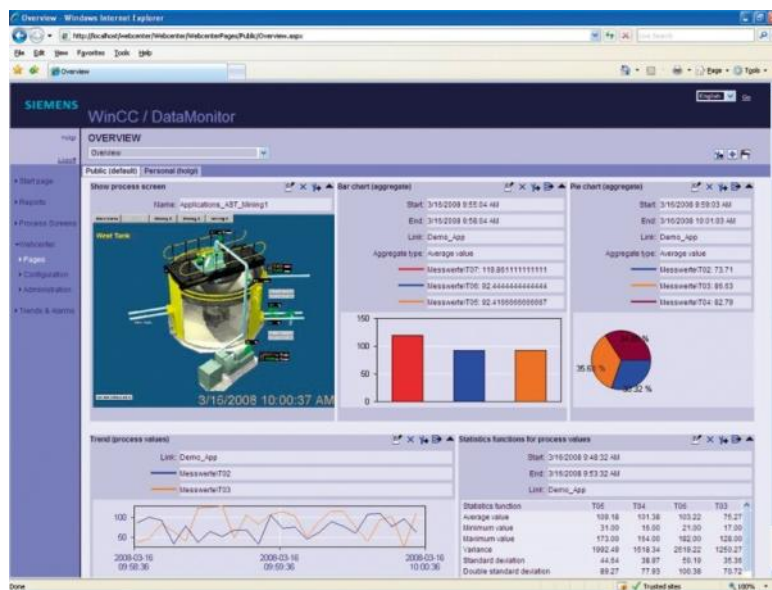 Overview - Windows Internet Explorer
http://localhost/webcenter/Webcenter/WebcenterPages/Public/Overview.aspx
Live Search
File Edit View Favorites Tools Help
Overview
Page Tools
SIEMENS
WinCC / DataMonitor
English Go
holgi
Logoff
OVERVIEW
Overview
Start page
Reports
Process Screens
Webcenter
Pages
Configuration
Administration
Trends & Alarms
Public (default) Personal (holgi)
Show process screen
Name: Applications_ABT_Mining1
West Tank
3/16/2008 10:00:37 AM
Bar chart (aggregate)
Start: 3/16/2008 9:55:04 AM
End: 3/16/2008 9:58:04 AM
Link: Demo_App
Aggregate type: Average value
Messwerte\T07: 118.861111111111
Messwerte\T06: 92.4444444444444
Messwerte\T05: 92.4166666666667
150
100
50
0
Pie chart (aggregate)
Start: 3/16/2008 9:59:03 AM
End: 3/16/2008 10:01:03 AM
Link: Demo_App
Aggregate type: Average value
Messwerte\T02: 73.71
Messwerte\T03:
Messwerte\T04: 82.79
Trend (process values)
Link: Demo_App
Messwerte\T02
Messwerte\T03
100
50
2008-03-16
09:58:36
2008-03-16
09:59:36
2008-03-16
10:00:36
Statistics functions for process values
Start: 3/16/2008 9:48:32 AM
End: 3/16/2008 9:53:32 AM
Link: Demo_App
Statistics function T05 T04 T06 T03
Average value 109.18 101.38 103.22 75.27
Minimum value 31.00 15.00 21.00 17.00
Maximum value 173.00 164.00 182.00 128.00
Variance 1992.49 1518.34 2519.22 1250.27
Standard deviation 44.64 38.97 50.19 35.36
Double standard deviation 89.27 77.93 100.38 70.72
Done
Trusted sites
100%